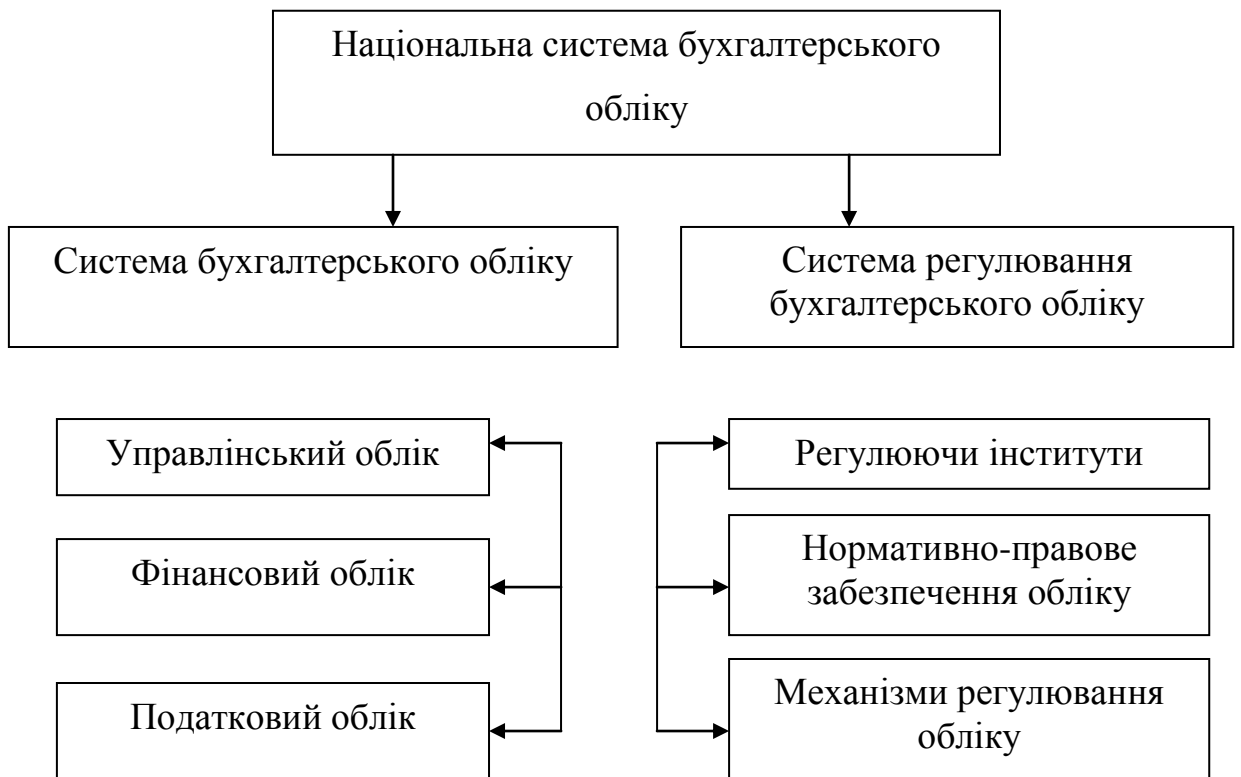 Національна система бухгалтерського
обліку
Система бухгалтерського обліку
Система регулювання
бухгалтерського обліку
Управлінський облік
Регулюючи інститути
Фінансовий облік
Нормативно-правове
забезпечення обліку
Податковий облік
Механізми регулювання
обліку